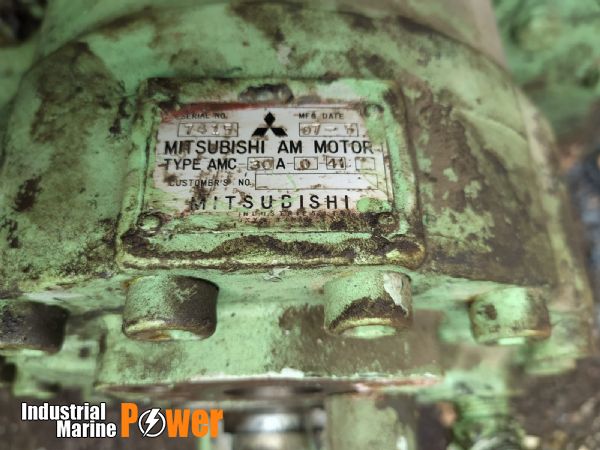 SERIAL NO. MFG DATE
MITSUBISHI AM MOTOR
TYPE AMC-30A-0 41
CUSTOMER'S NO
MITSUBISHI
Industrial
Marine Power